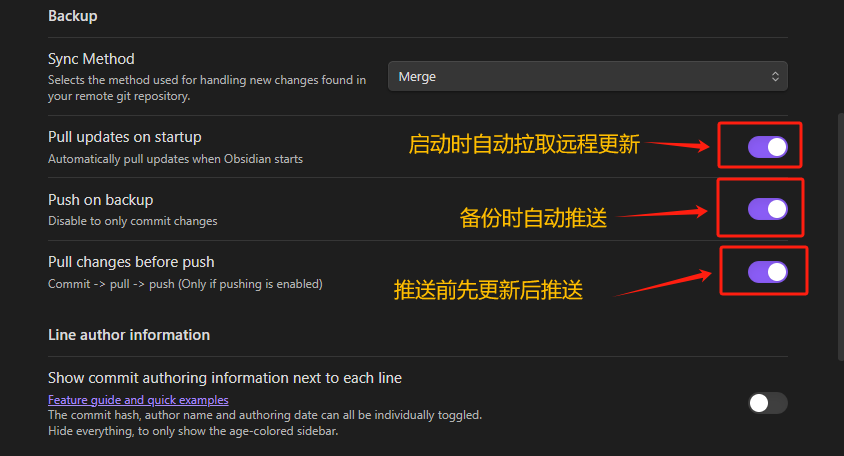 Backup
Sync Method
Selects the method used for handling new changes found in
your remote git repository.
Merge
Pull updates on startup
Automatically pull updates when Obsidian starts
启动时自动拉取远程更新
Push on backup
Disable to only commit changes
备份时自动推送
Pull changes before push
Commit -> pull -> push (Only if pushing is enabled)
推送前先更新后推送
Line author information
Show commit authoring information next to each line
Feature guide and quick examples
The commit hash, author name and authoring date can all be individually toggled.
Hide everything, to only show the age-colored sidebar.